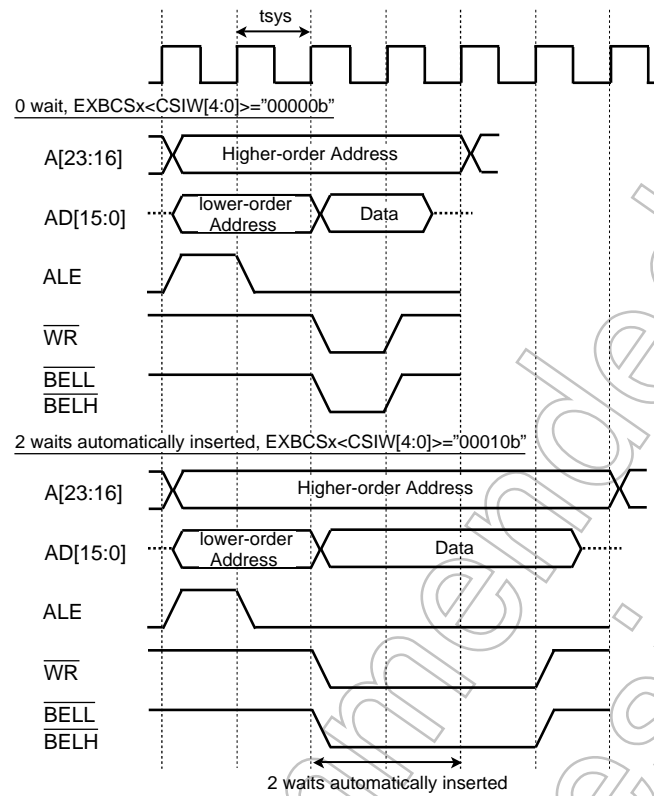 tsys
0 wait, EXBCSx<CSIW[4:0]>="00000b"
A[23:16]
Higher-order Address
AD[15:0]
lower-order
Address
Data
ALE
WR
BELL
BELH
2 waits automatically inserted, EXBCSx<CSIW[4:0]>="00010b"
A[23:16]
Higher-order Address
AD[15:0]
lower-order
Address
Data
ALE
WR
BELL
BELH
2 waits automatically inserted